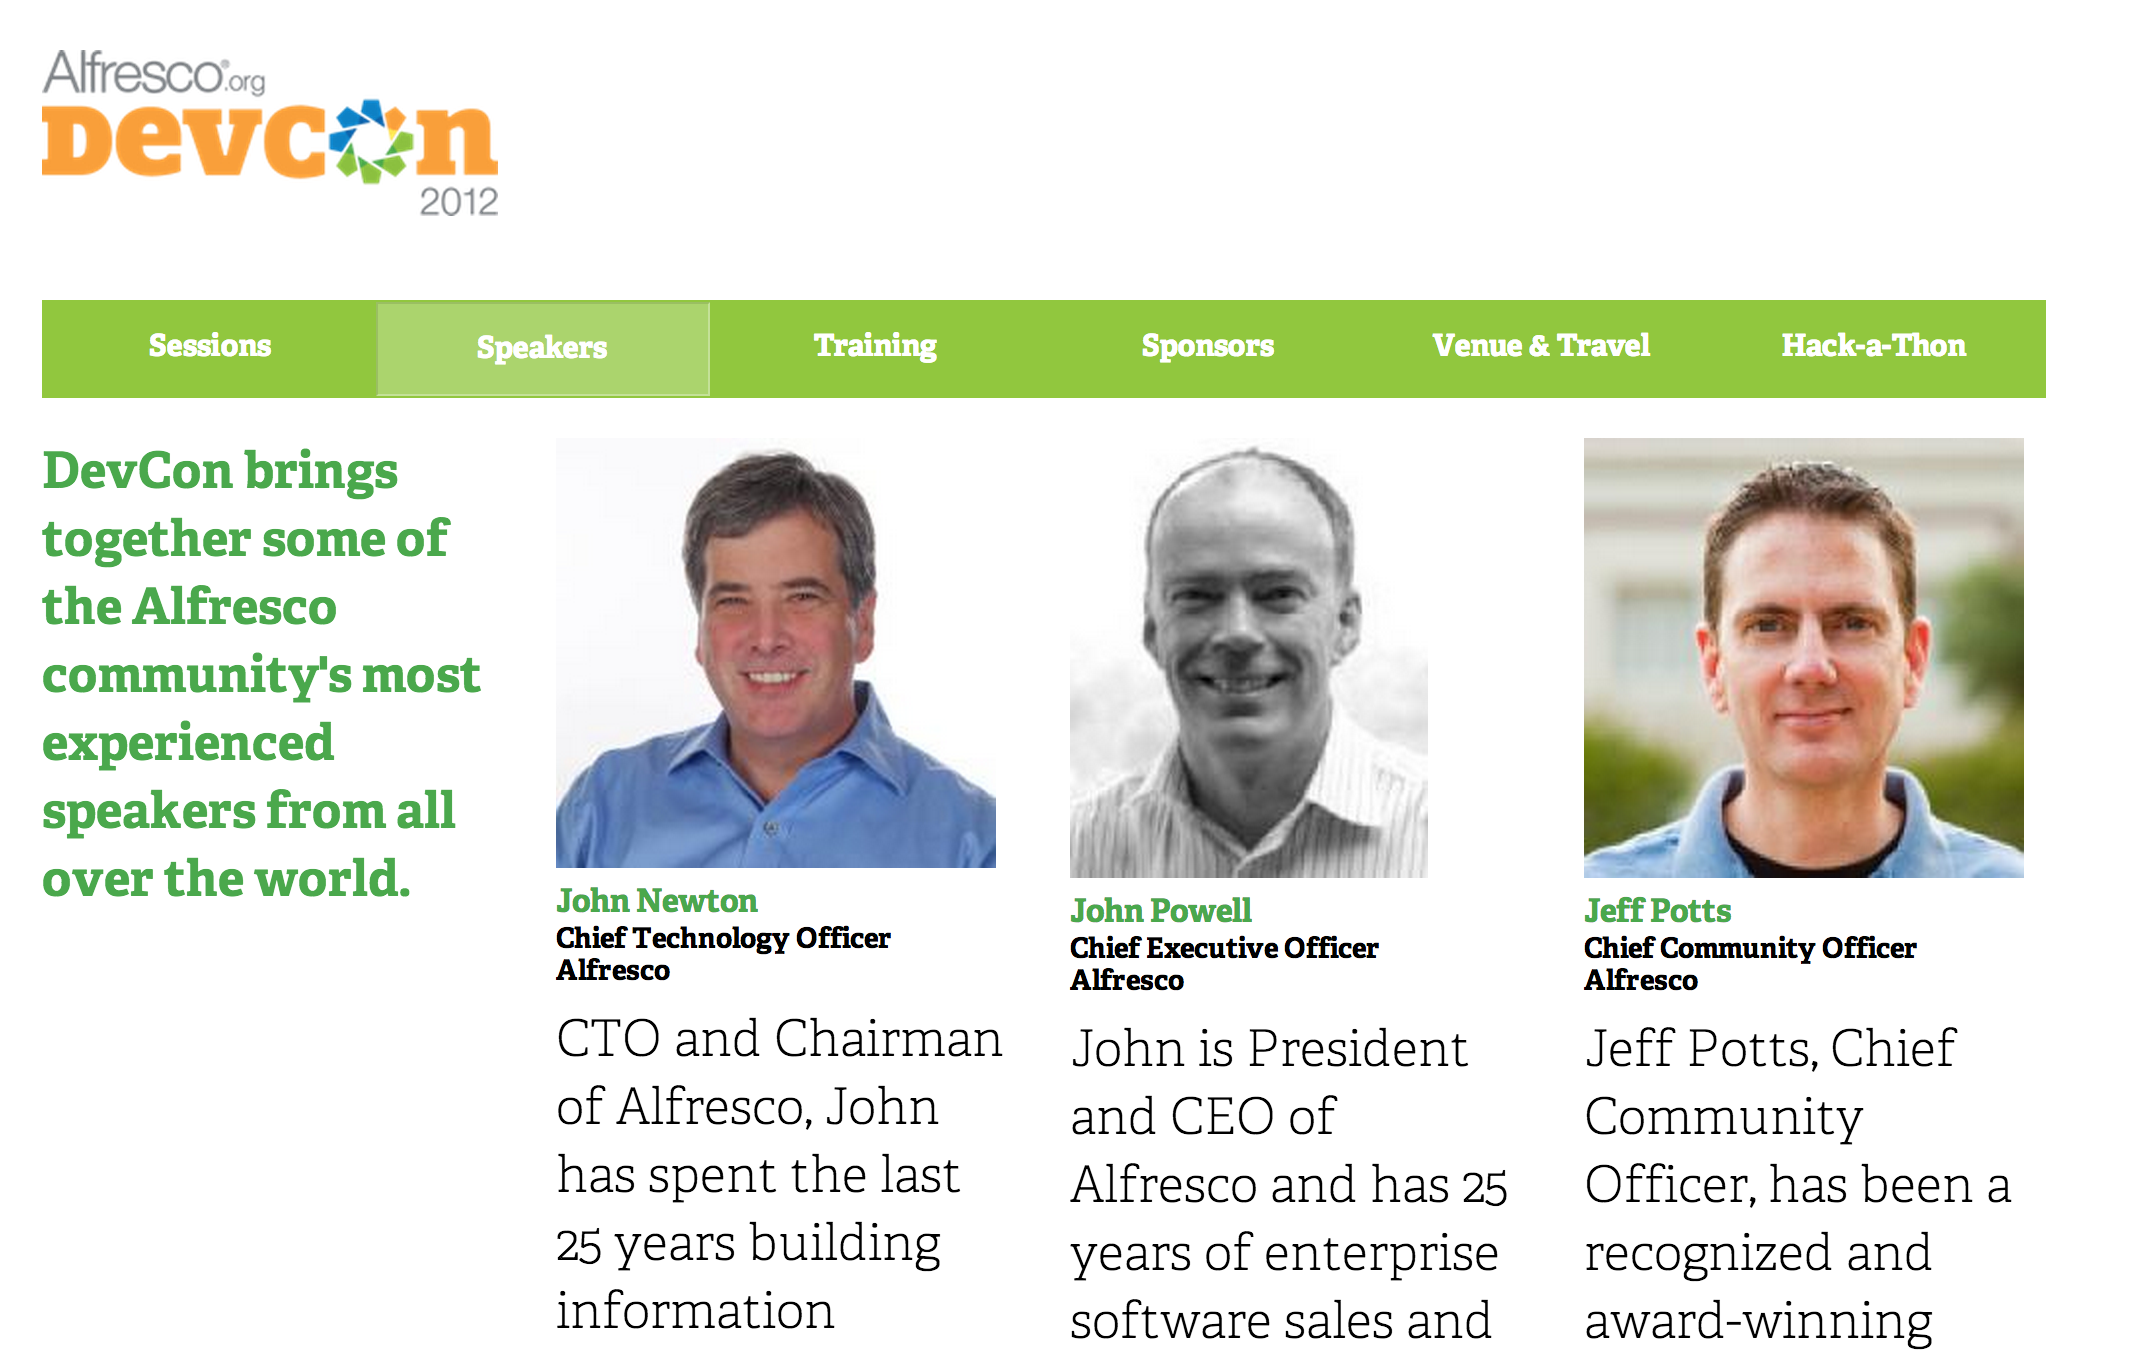 Alfresco®.org
DevCon
2012
Sessions
Speakers
Training
Sponsors
Venue & Travel
Hack-a-Thon
DevCon brings
together some of
the Alfresco
community's most
experienced
speakers from all
over the world.
John Newton
Chief Technology Officer
Alfresco
CTO and Chairman
of Alfresco, John
has spent the last
25 years building
information
John Powell
Chief Executive Officer
Alfresco
John is President
and CEO of
Alfresco and has 25
years of enterprise
software sales and
Jeff Potts
Chief Community Officer
Alfresco
Jeff Potts, Chief
Community
Officer, has been a
recognized and
award-winning